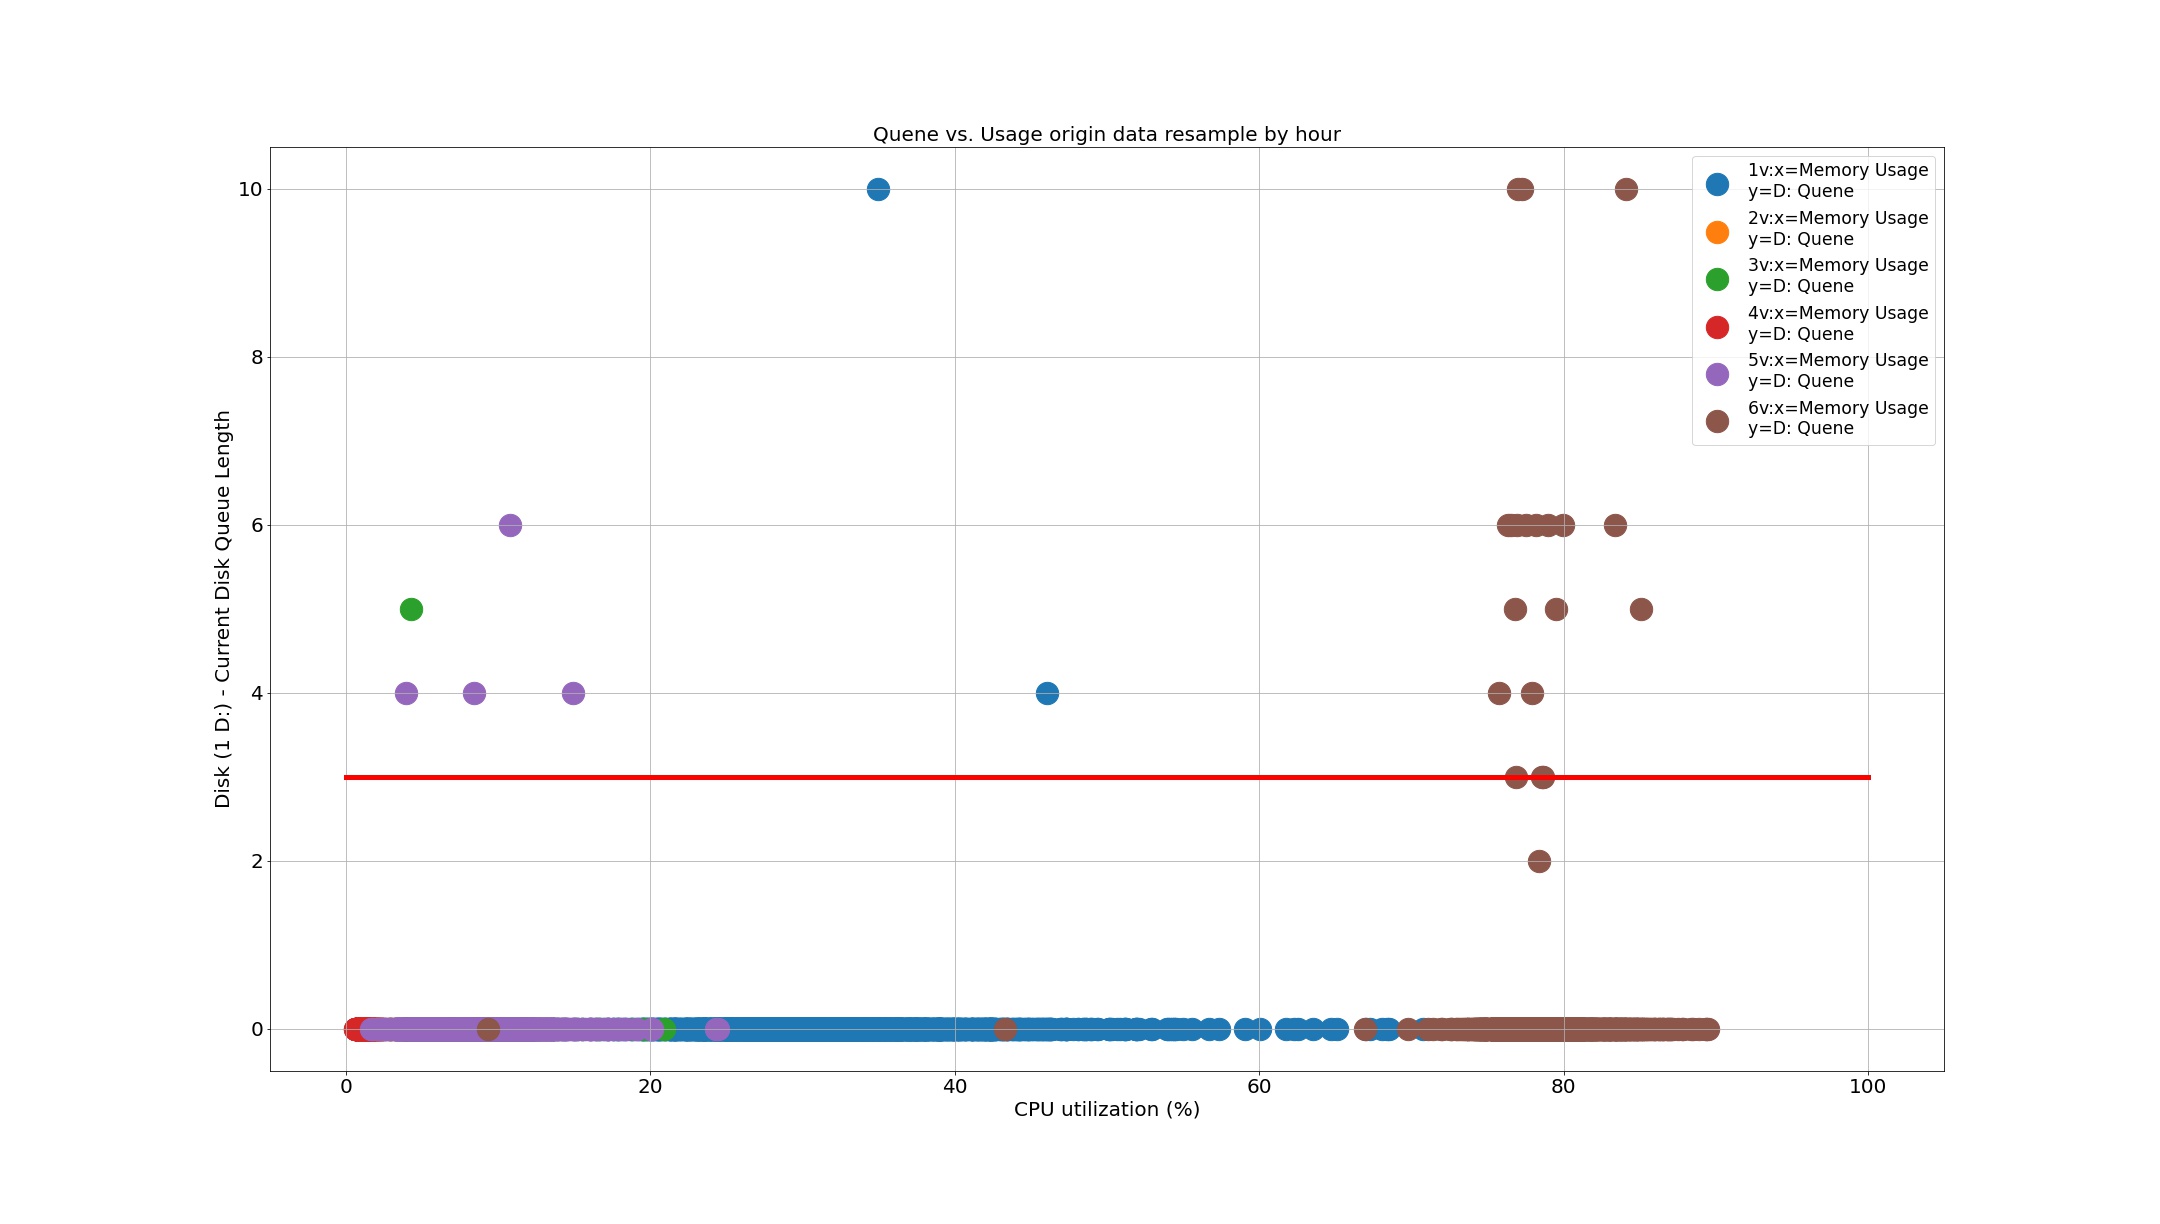 Quene vs. Usage origin data resample by hour
10
8
6
4
2
0
Disk (1 D:) - Current Disk Queue Length
1v:x=Memory Usage
y=D: Quene
2v:x=Memory Usage
y=D: Quene
3v:x=Memory Usage
y=D: Quene
4v:x=Memory Usage
y=D: Quene
5v:x=Memory Usage
y=D: Quene
6v:x=Memory Usage
y=D: Quene
0 20 40 60 80 100
CPU utilization (%)